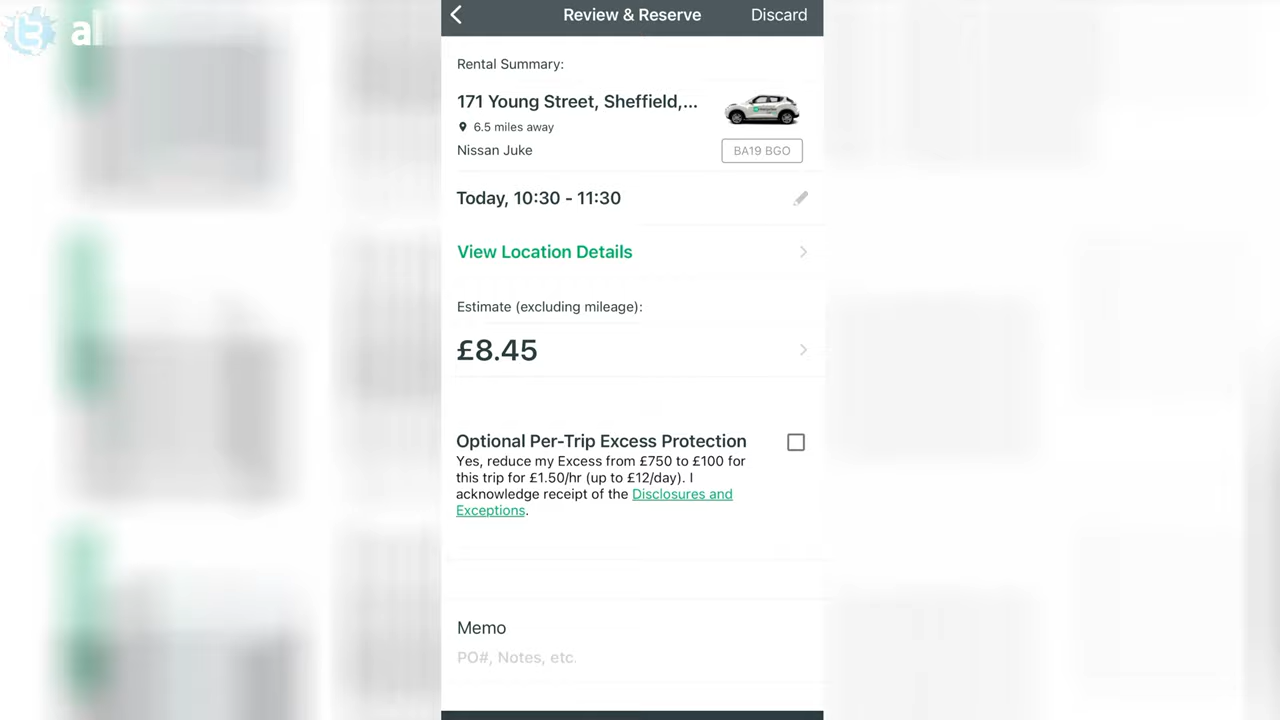 al
Review & Reserve
Discard
Rental Summary:
171 Young Street, Sheffield,...
6.5 miles away
Nissan Juke
BA19 BGO
Today, 10:30 - 11:30
View Location Details
Estimate (excluding mileage):
£8.45
Optional Per-Trip Excess Protection
Yes, reduce my Excess from £750 to £100 for
this trip for £1.50/hr (up to £12/day). I
acknowledge receipt of the Disclosures and
Exceptions.
Memo
PO#, Notes, etc.